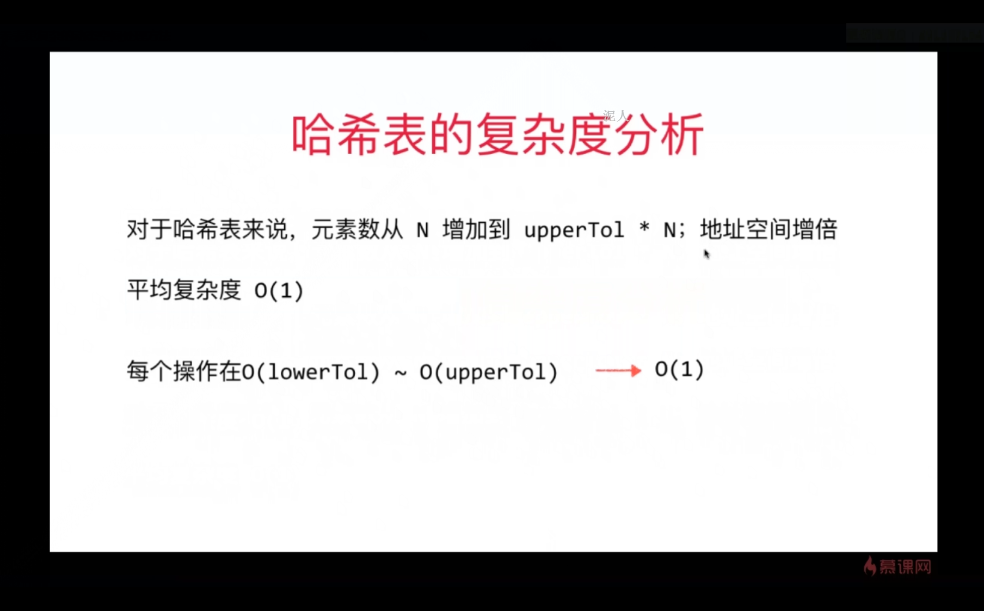 泥人
哈希表的复杂度分析
对于哈希表来说，元素数从 N 增加到 upperTol * N；地址空间增倍
平均复杂度 O(1)
每个操作在O(lowerTol) ~ O(upperTol) O(1)
慕课网